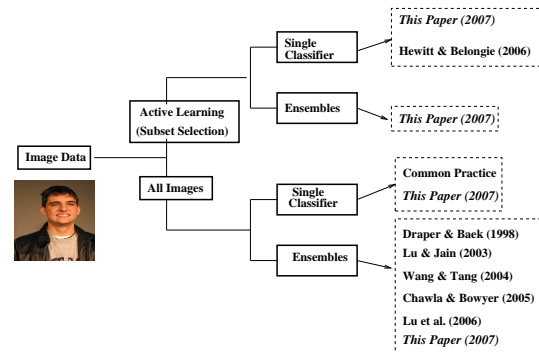 Single
Classifier
This Paper (2007)
Hewitt & Belongie (2006)
Ensembles
This Paper (2007)
Active Learning
(Subset Selection)
Image Data
All Images
Single
Classifier
Common Practice
This Paper (2007)
Ensembles
Draper & Baek (1998)
Lu & Jain (2003)
Wang & Tang (2004)
Chawla & Bowyer (2005)
Lu et al. (2006)
This Paper (2007)